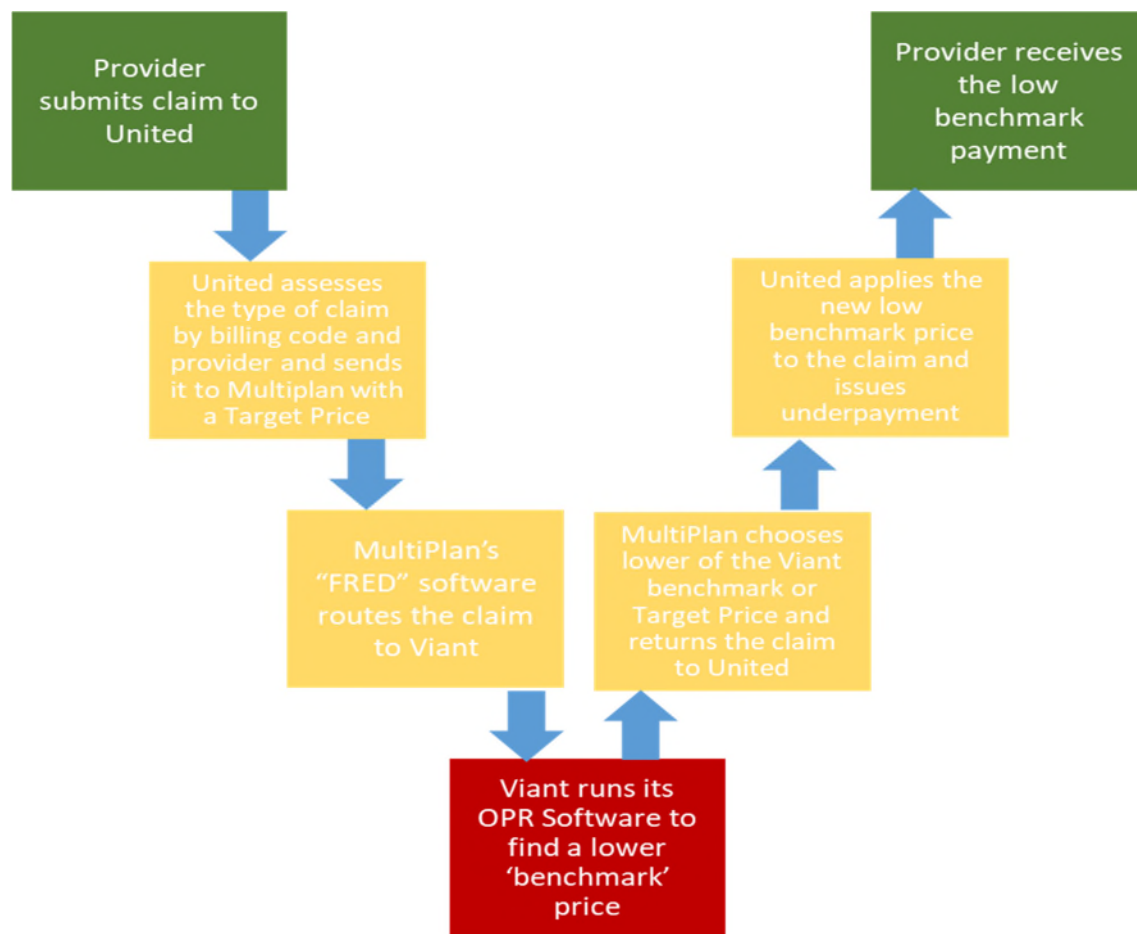 Provider
submits claim to
United
United assesses
the type of claim
by billing code and
provider and sends
it to Multiplan with
a Target Price
MultiPlan’s
“FRED” software
routes the claim
to Viant
Viant runs its
OPR Software to
find a lower
‘benchmark’
price
MultiPlan chooses
lower of the Viant
benchmark or
Target Price and
returns the claim
to United
United applies the
new low
benchmark price
to the claim and
issues
underpayment
Provider receives
the low
benchmark
payment